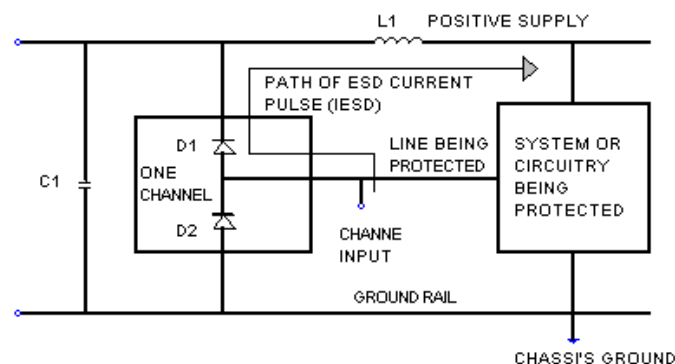 L1 POSITIVE SUPPLY
PATH OF ESD CURRENT
PULSE (IESD)
D1
LINE BEING
PROTECTED
SYSTEM OR
CIRCUITRY
BEING
PROTECTED
ONE
CHANNEL
C1
D2
CHANNE
INPUT
GROUND RAIL
CHASSI'S GROUND